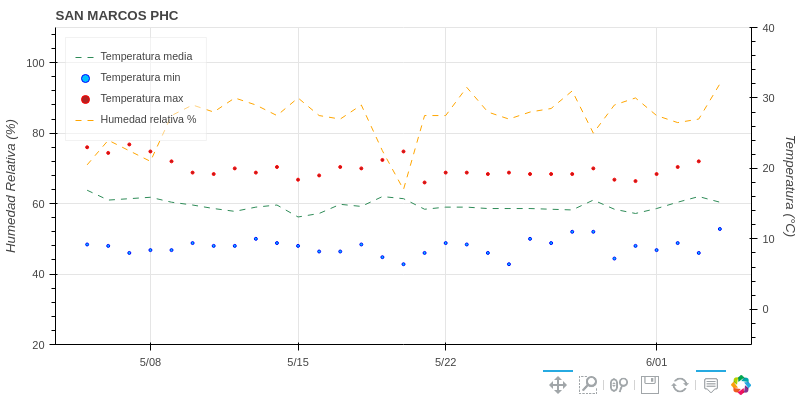 SAN MARCOS PHC
Temperatura media
Temperatura min
Temperatura max
Humedad relativa %
Humedad Relativa (%)
100
80
60
40
20
Temperatura (°C)
40
30
20
10
0
5/08
5/15
5/22
6/01